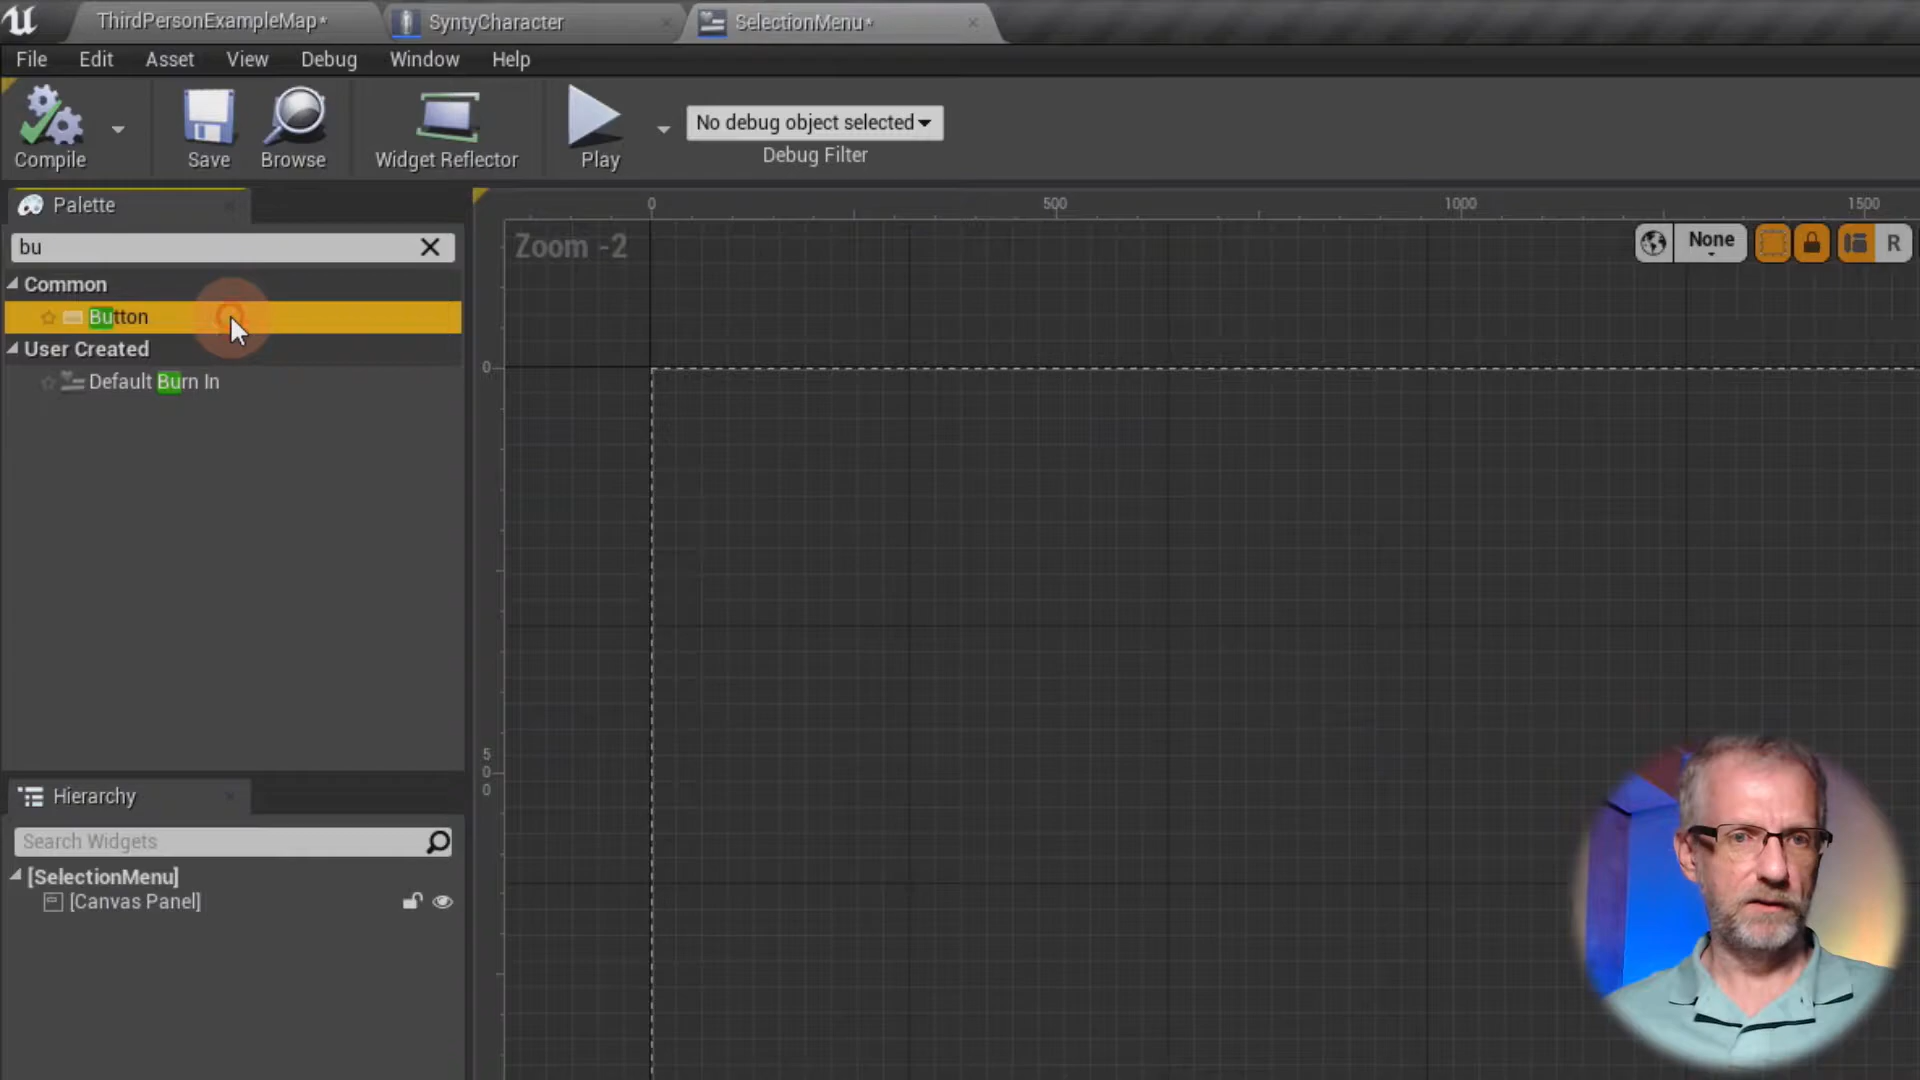 ThirdPersonExampleMap*
SyntyCharacter
SelectionMenu*
File Edit Asset View Debug Window Help
Compile
Save
Browse
Widget Reflector
Play
No debug object selected
Debug Filter
Palette
bu
Common
Button
User Created
Default Burn In
Hierarchy
Search Widgets
[SelectionMenu]
[Canvas Panel]
0 500 1000 1500
Zoom -2
None
R
0
5
0
0